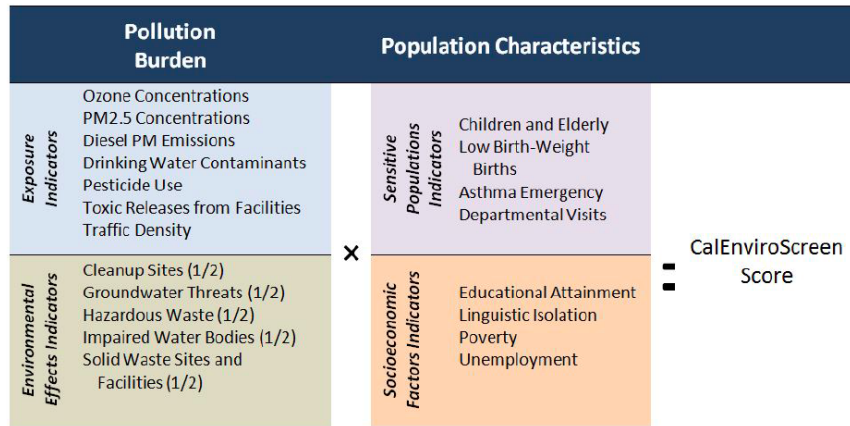 Pollution
Burden
Population Characteristics
Exposure
Indicators
Ozone Concentrations
PM2.5 Concentrations
Diesel PM Emissions
Drinking Water Contaminants
Pesticide Use
Toxic Releases from Facilities
Traffic Density
Environmental
Effects Indicators
Cleanup Sites (1/2)
Groundwater Threats (1/2)
Hazardous Waste (1/2)
Impaired Water Bodies (1/2)
Solid Waste Sites and
Facilities (1/2)
×
Sensitive
Populations
Indicators
Children and Elderly
Low Birth-Weight
Births
Asthma Emergency
Departmental Visits
Socioeconomic
Factors Indicators
Educational Attainment
Linguistic Isolation
Poverty
Unemployment
=
CalEnviroScreen
Score